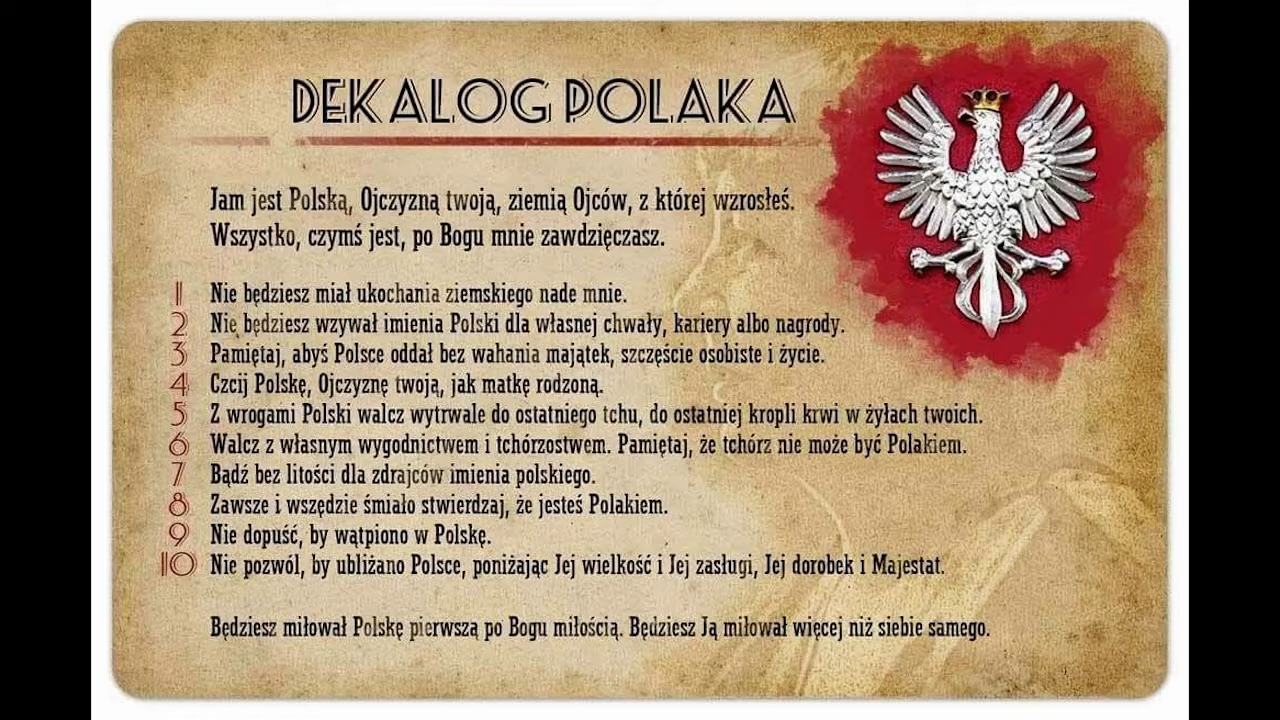 DEKALOG POLAKA
Jam jest Polską, Ojczyzną twoją, ziemią Ojców, z której wzrosłeś.
Wszystko, czymś jest, po Bogu mnie zawdzięczasz.
1 Nie będziesz miał ukochania ziemskiego nade mnie.
2 Nie będziesz wzywał imienia Polski dla własnej chwały, kariery albo nagrody.
3 Pamiętaj, abyś Polsce oddał bez wahania majątek, szczęście osobiste i życie.
4 Czcij Polskę, Ojczyznę twoją, jak matkę rodzoną.
5 Z wrogami Polski walcz wytrwale do ostatniego tchu, do ostatniej kropli krwi w żyłach twoich.
6 Walcz z własnym wygodnictwem i tchórzostwem. Pamiętaj, że tchórz nie może być Polakiem.
7 Bądź bez litości dla zdrajców imienia polskiego.
8 Zawsze i wszędzie śmiało stwierdzaj, że jesteś Polakiem.
9 Nie dopuść, by wątpiono w Polskę.
10 Nie pozwól, by ubliżano Polsce, poniżając Jej wielkość i Jej zasługi, Jej dorobek i Majestat.
Będziesz miłował Polskę pierwszą po Bogu miłością. Będziesz Ją miłował więcej niż siebie samego.